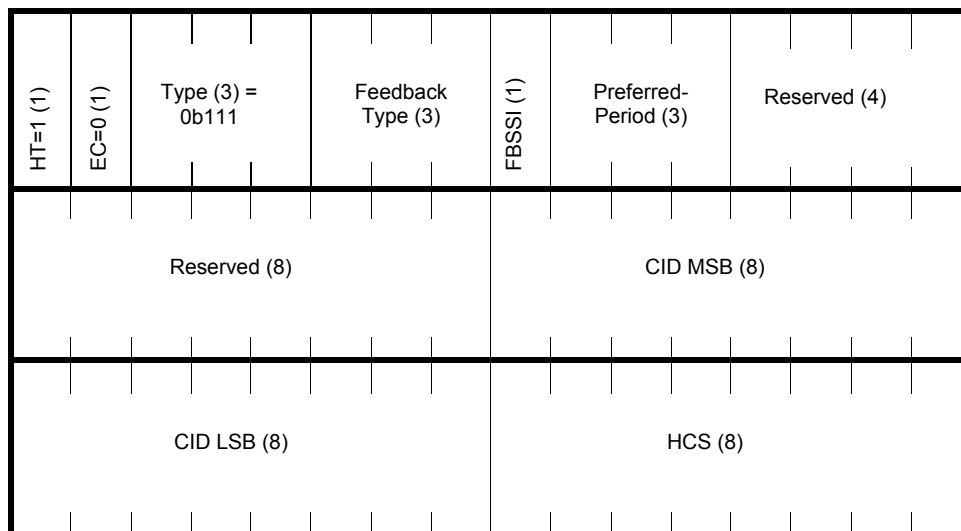 HT=1 (1)
EC=0 (1)
Type (3) =
0b111
Feedback
Type (3)
FBSSI (1)
Preferred-
Period (3)
Reserved (4)
Reserved (8)
CID MSB (8)
CID LSB (8)
HCS (8)